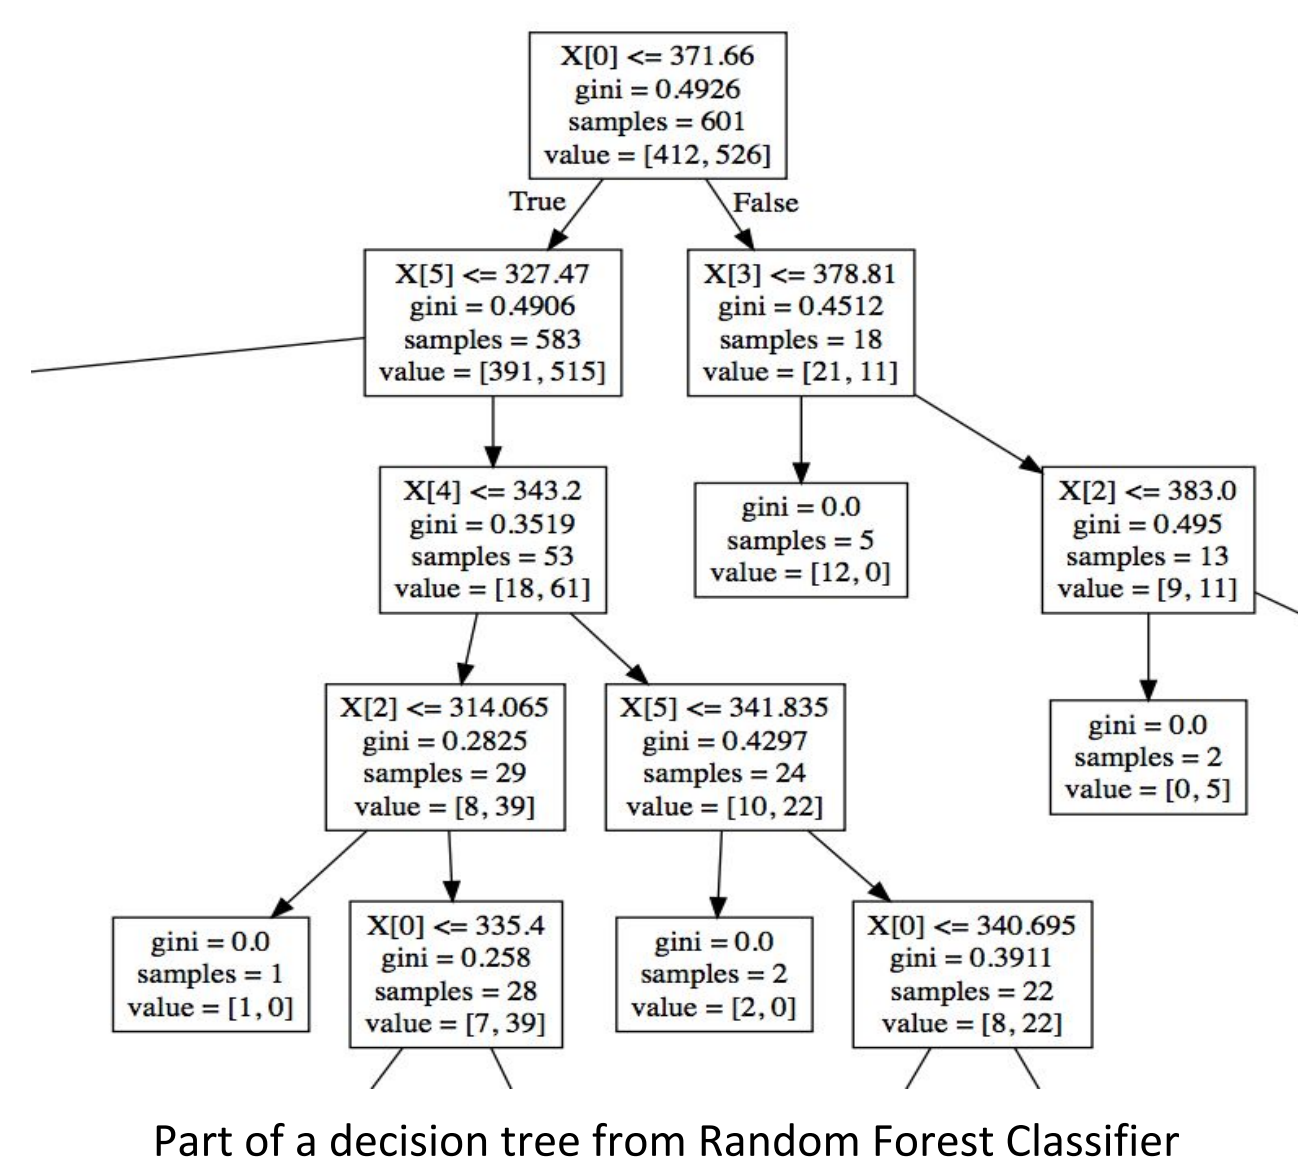 X[0] <= 371.66
gini = 0.4926
samples = 601
value = [412, 526]
True
False
X[5] <= 327.47
gini = 0.4906
samples = 583
value = [391, 515]
X[3] <= 378.81
gini = 0.4512
samples = 18
value = [21, 11]
X[4] <= 343.2
gini = 0.3519
samples = 53
value = [18, 61]
gini = 0.0
samples = 5
value = [12, 0]
X[2] <= 383.0
gini = 0.495
samples = 13
value = [9, 11]
X[2] <= 314.065
gini = 0.2825
samples = 29
value = [8, 39]
X[5] <= 341.835
gini = 0.4297
samples = 24
value = [10, 22]
gini = 0.0
samples = 2
value = [0, 5]
gini = 0.0
samples = 1
value = [1, 0]
X[0] <= 335.4
gini = 0.258
samples = 28
value = [7, 39]
gini = 0.0
samples = 2
value = [2, 0]
X[0] <= 340.695
gini = 0.3911
samples = 22
value = [8, 22]
Part of a decision tree from Random Forest Classifier